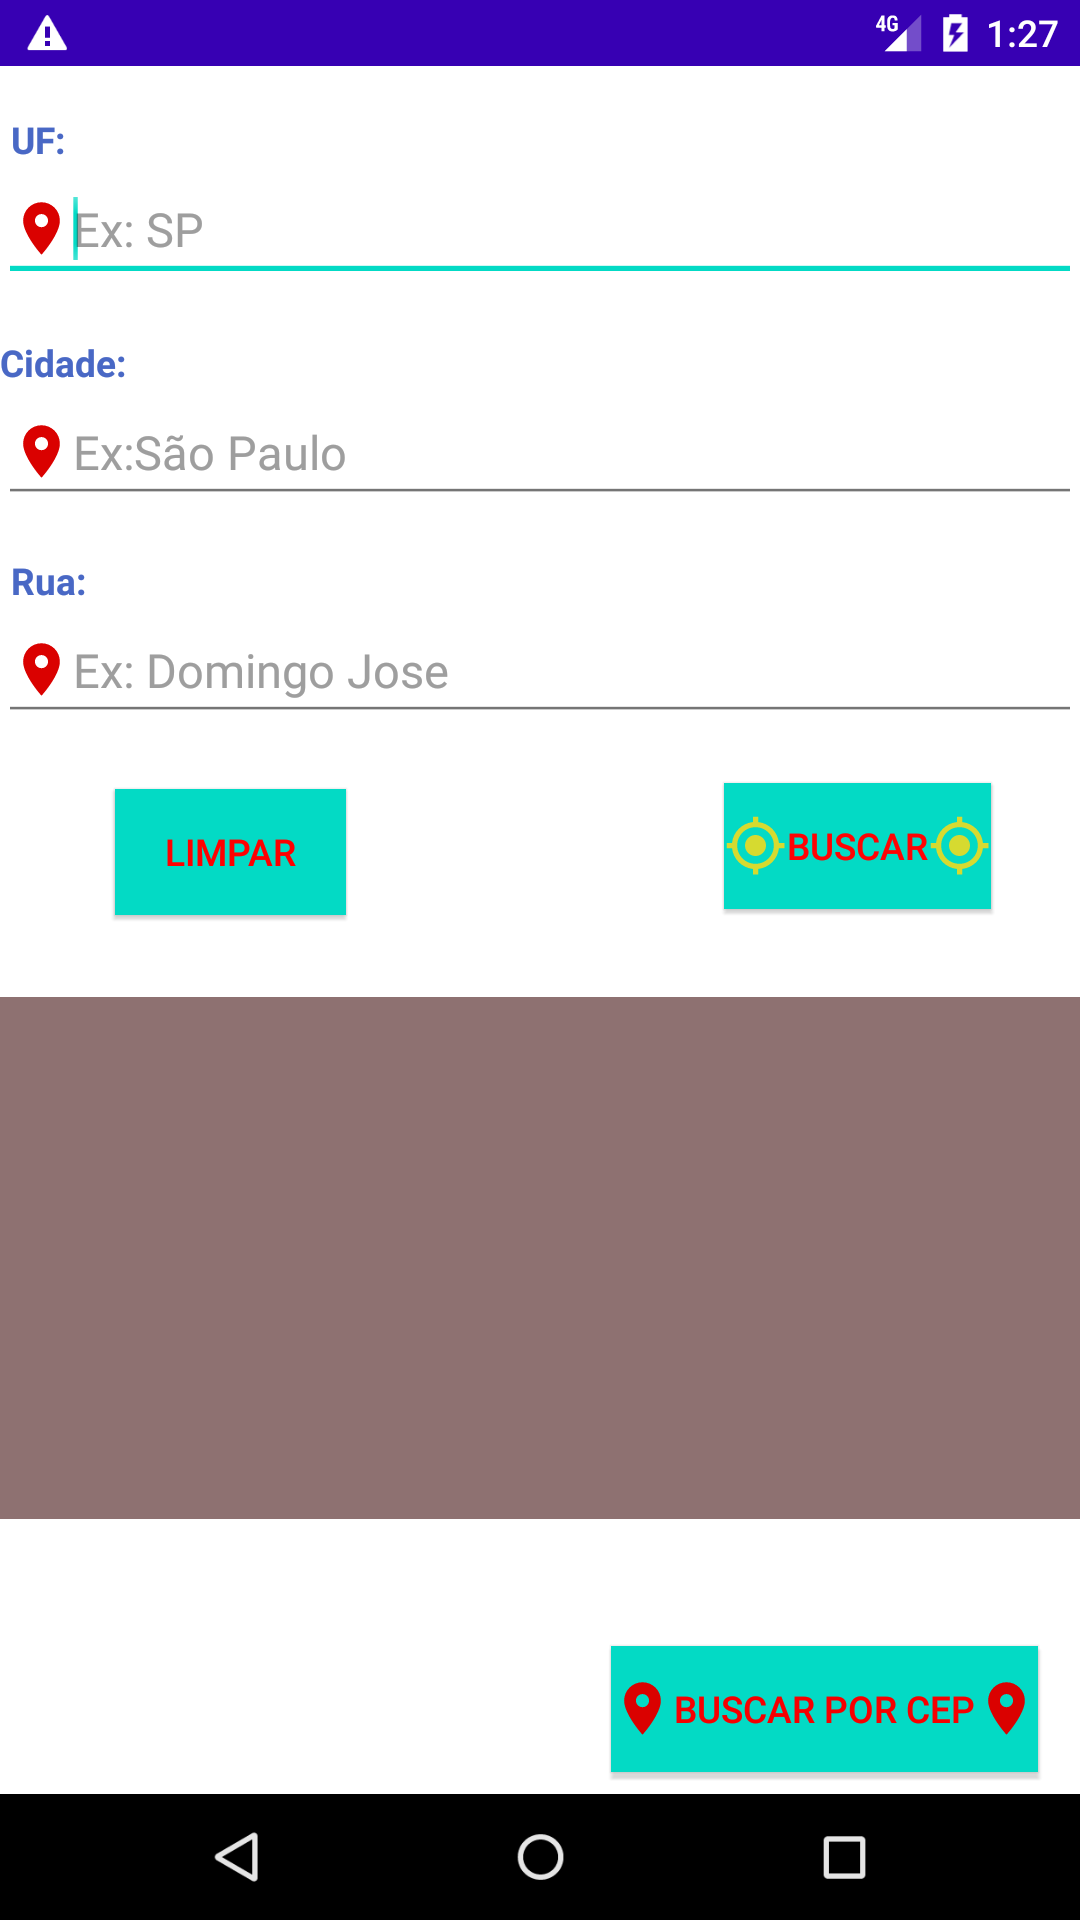 4G 1:27
UF:
Ex: SP
Cidade:
Ex:São Paulo
Rua:
Ex: Domingo Jose
LIMPAR
BUSCAR
BUSCAR POR CEP